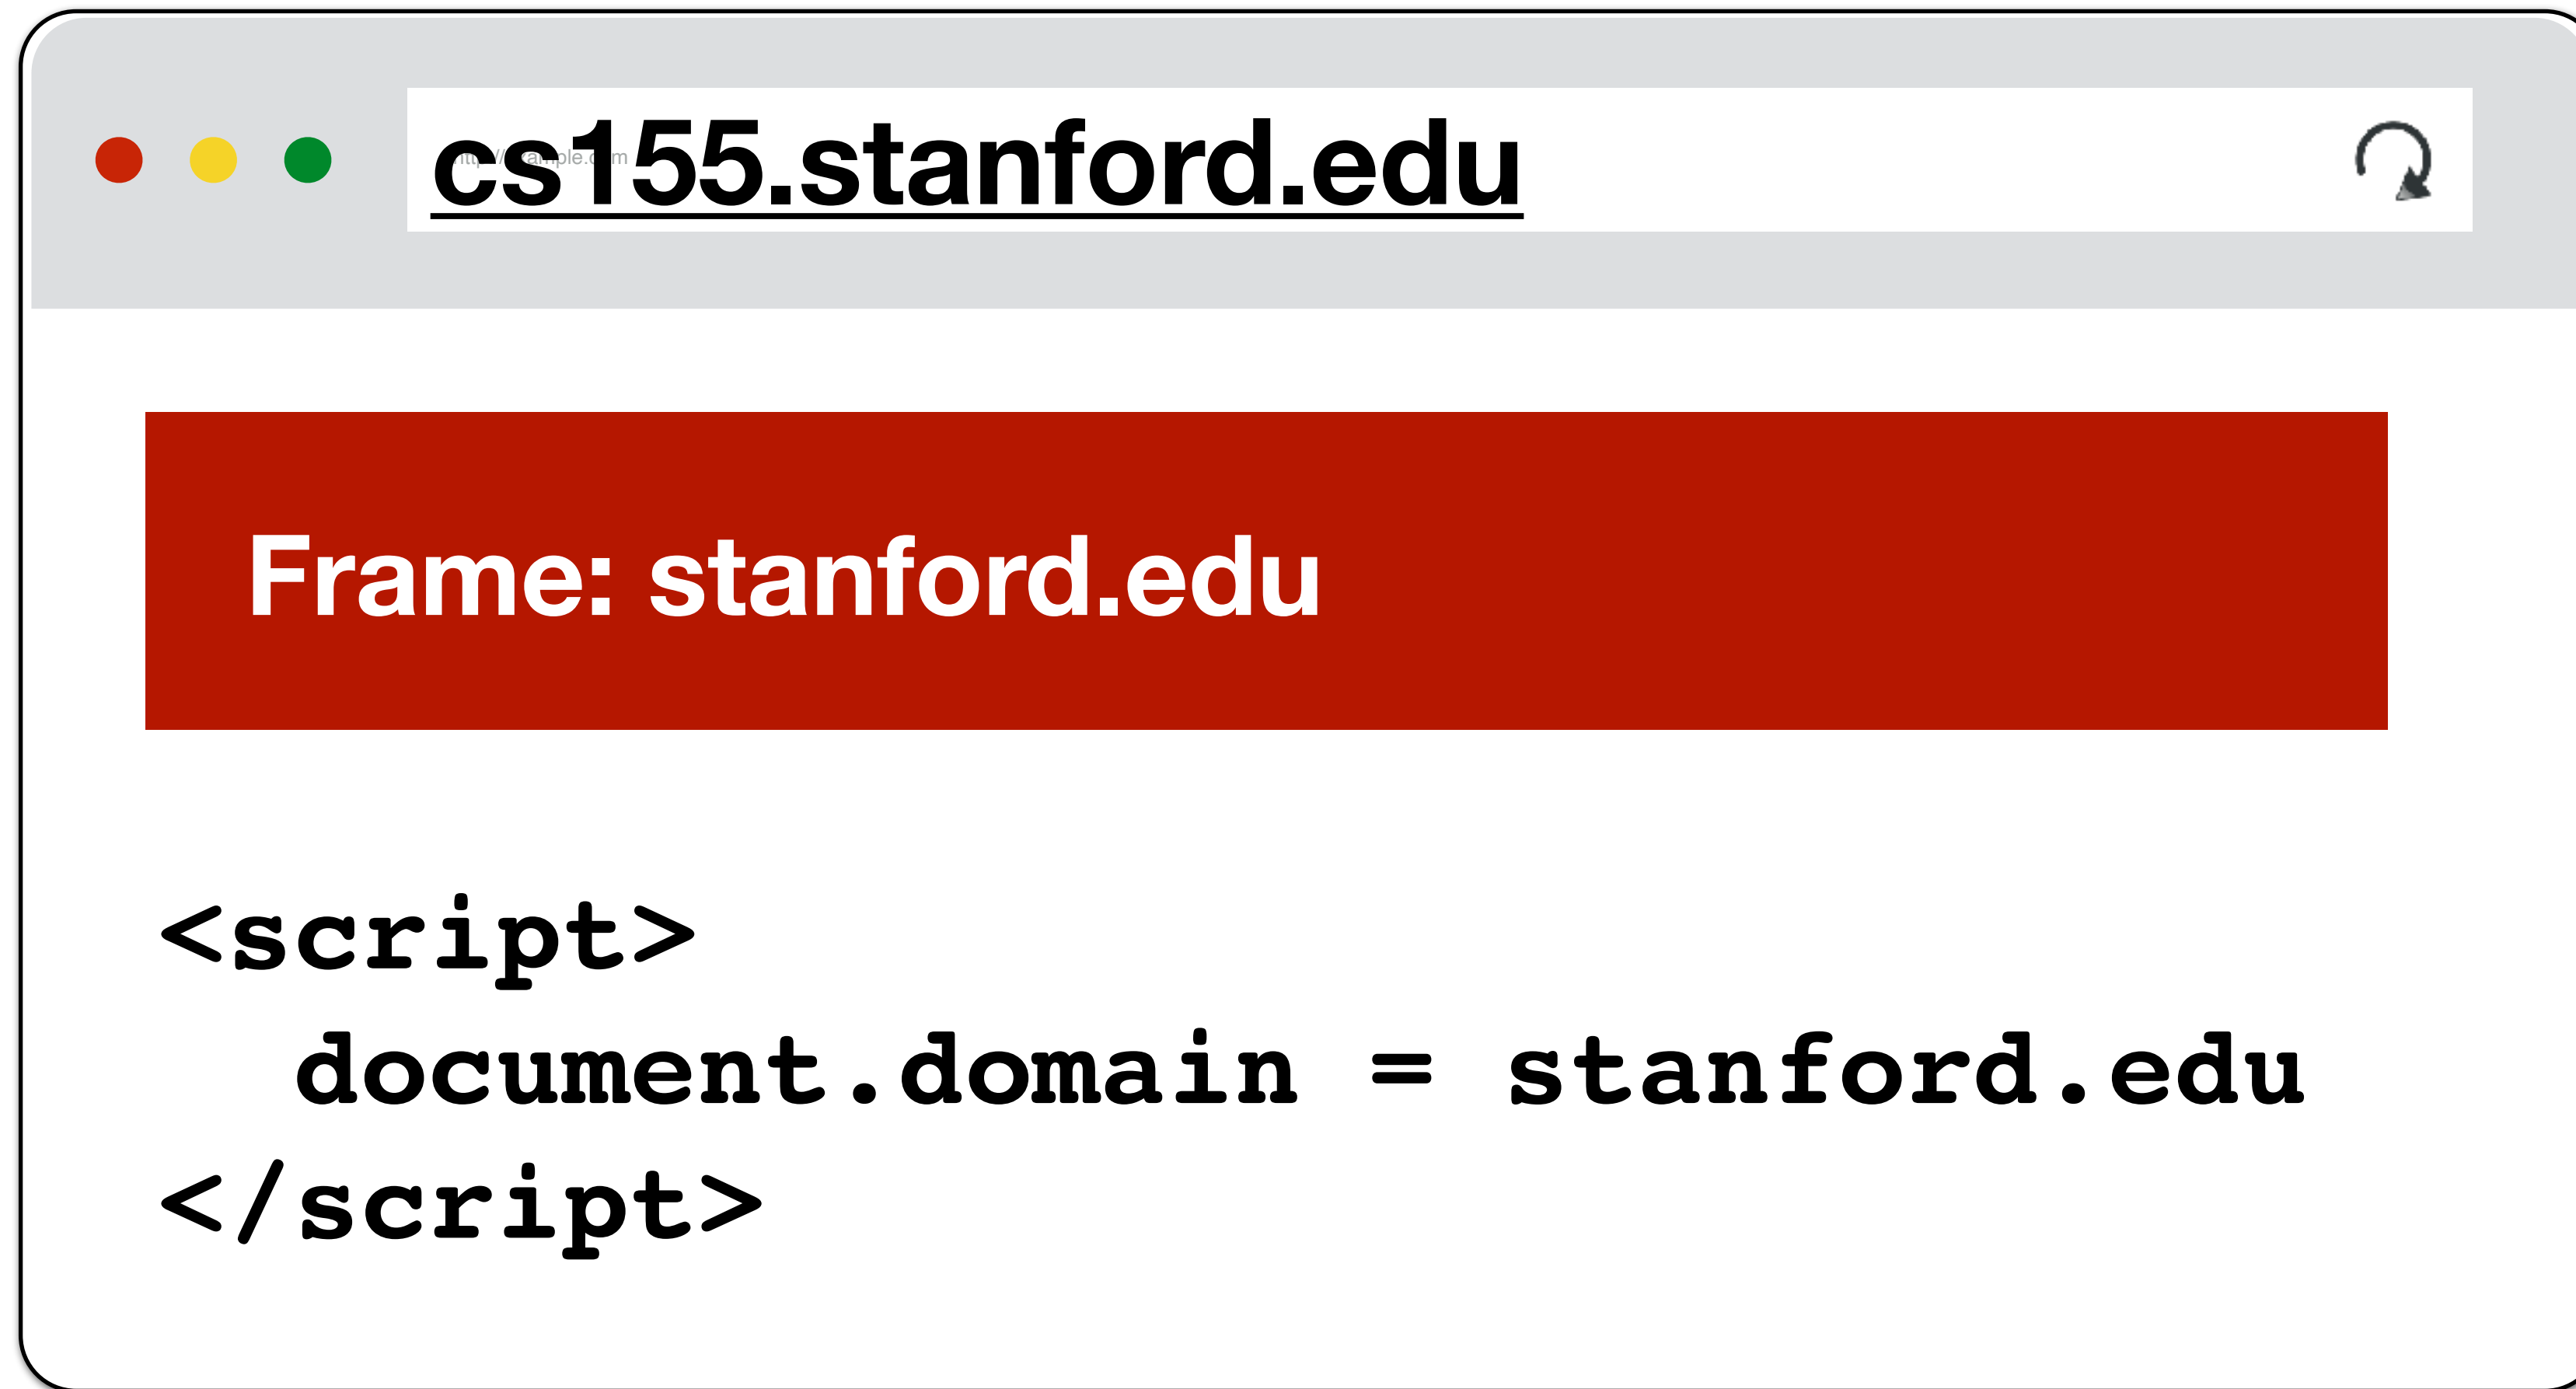 cs155.stanford.edu
Frame: stanford.edu
<script>
document.domain = stanford.edu
</script>